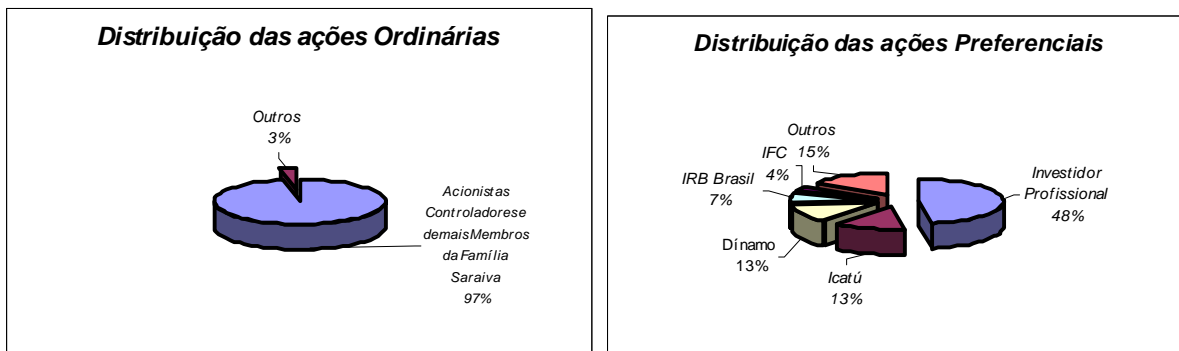 Distribuição das ações Ordinárias
Outros
3%
Acionistas
Controladorese
demaisMembros
da Família
Saraiva
97%
Distribuição das ações Preferenciais
Outros
15%
IFC
4%
IRB Brasil
7%
Dínamo
13%
Icatú
13%
Investidor
Profissional
48%